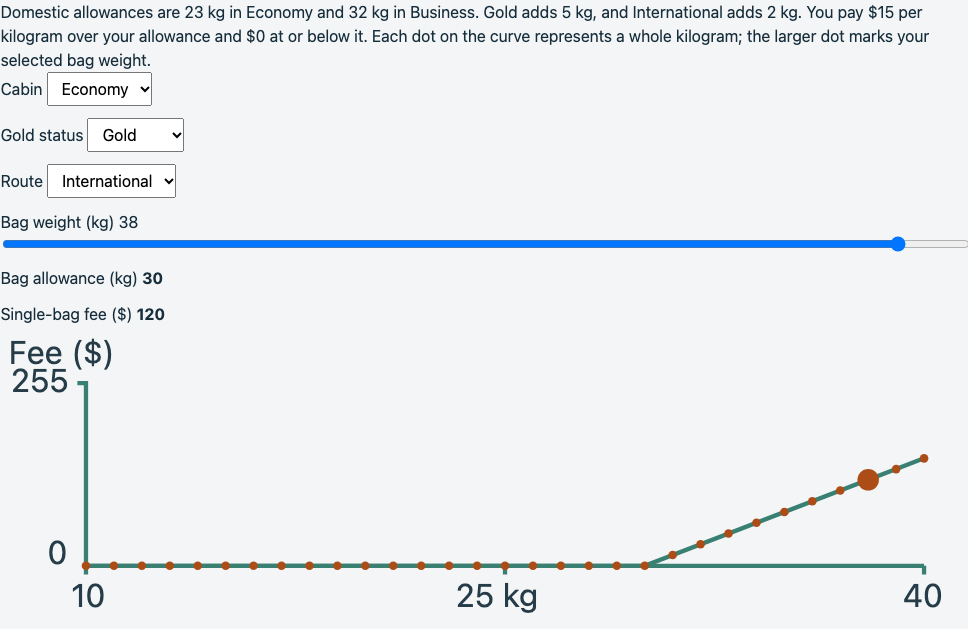 Domestic allowances are 23 kg in Economy and 32 kg in Business. Gold adds 5 kg, and International adds 2 kg. You pay $15 per
kilogram over your allowance and $0 at or below it. Each dot on the curve represents a whole kilogram; the larger dot marks your
selected bag weight.
Cabin Economy
Gold status Gold
Route International
Bag weight (kg) 38
Bag allowance (kg) 30
Single-bag fee ($) 120
Fee ($)
255
0
10 25 kg 40